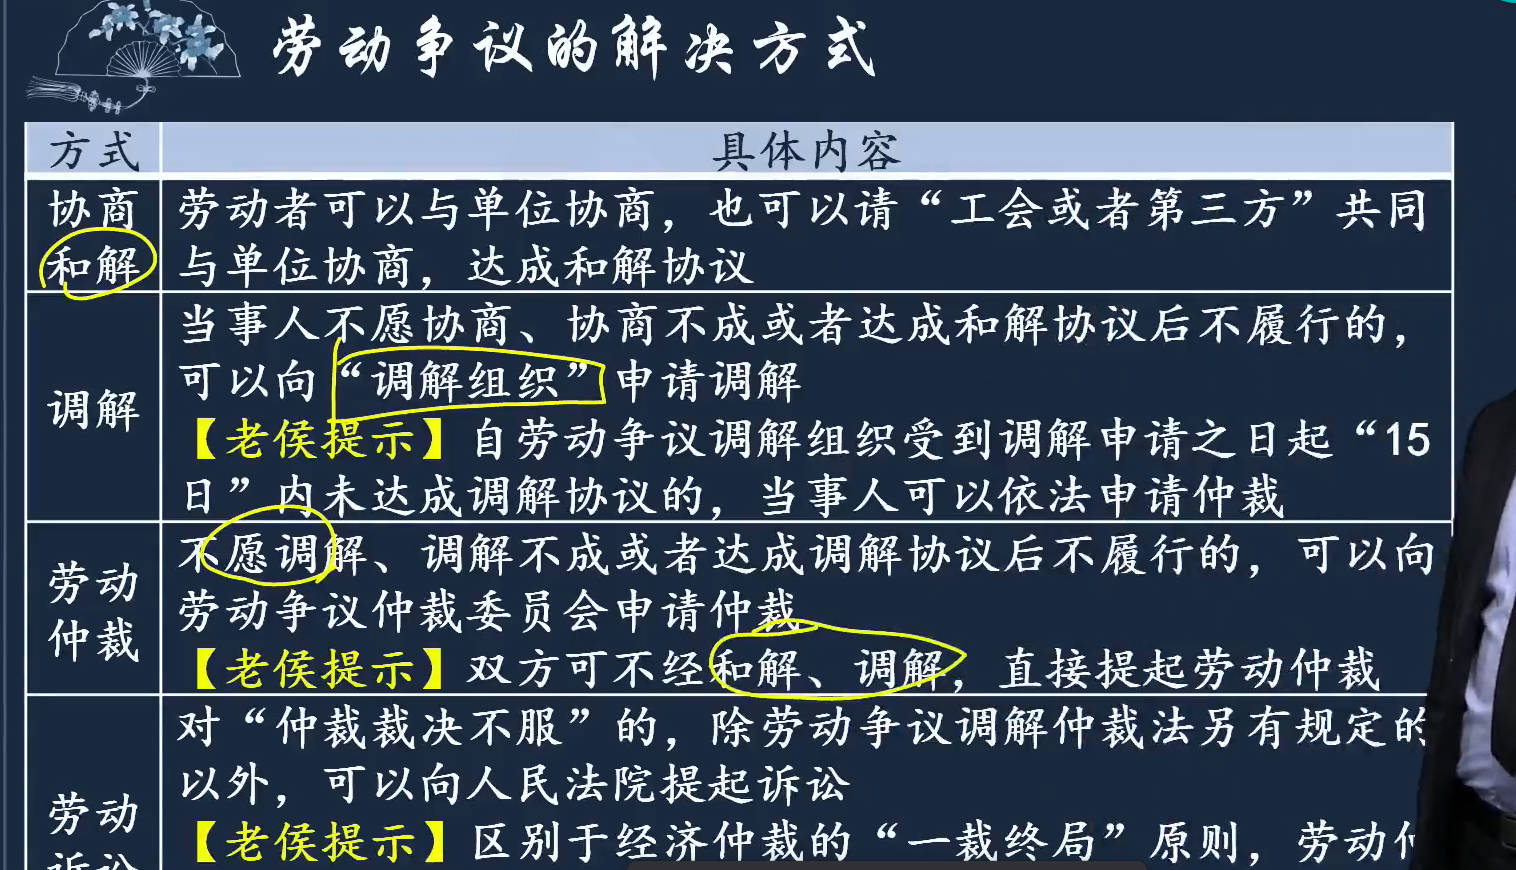 劳动争议的解决方式
方式 具体内容
协商和解 劳动者可以与单位协商，也可以请“工会或者第三方”共同
与单位协商，达成和解协议
调解 当事人不愿协商、协商不成或者达成和解协议后不履行的，
可以向“调解组织”申请调解
【老侯提示】自劳动争议调解组织受到调解申请之日起“15
日”内未达成调解协议的，当事人可以依法申请仲裁
劳动仲裁 不愿调解、调解不成或者达成调解协议后不履行的，可以向
劳动争议仲裁委员会申请仲裁
【老侯提示】双方可不经和解、调解，直接提起劳动仲裁
劳动诉讼 对“仲裁裁决不服”的，除劳动争议调解仲裁法另有规定的
以外，可以向人民法院提起诉讼
【老侯提示】区别于经济仲裁的“一裁终局”原则，劳动